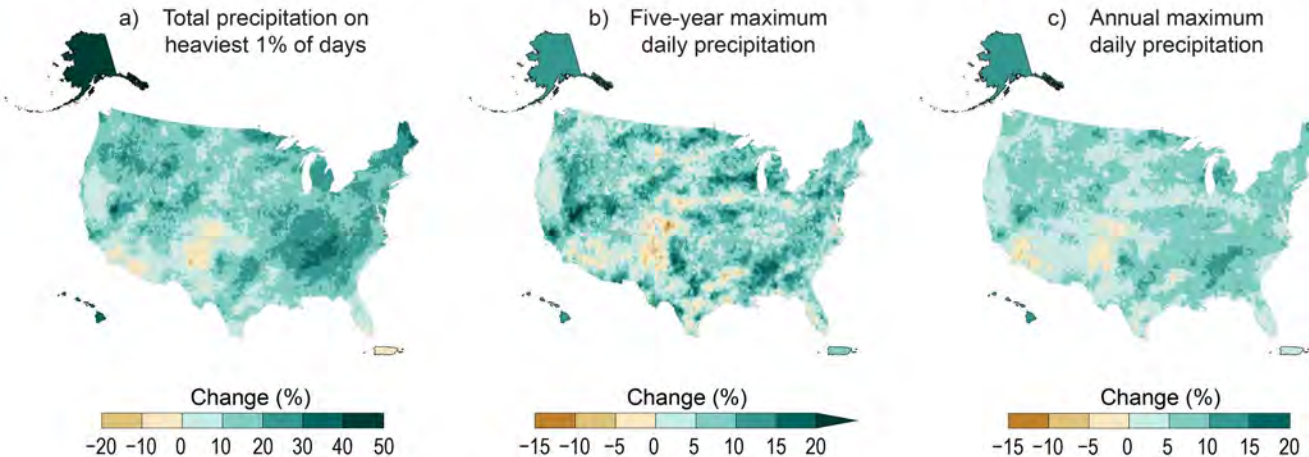 a) Total precipitation on
heaviest 1% of days
b) Five-year maximum
daily precipitation
c) Annual maximum
daily precipitation
Change (%)
−20 −10 0 10 20 30 40 50
Change (%)
−15 −10 −5 0 5 10 15 20
Change (%)
−15 −10 −5 0 5 10 15 20